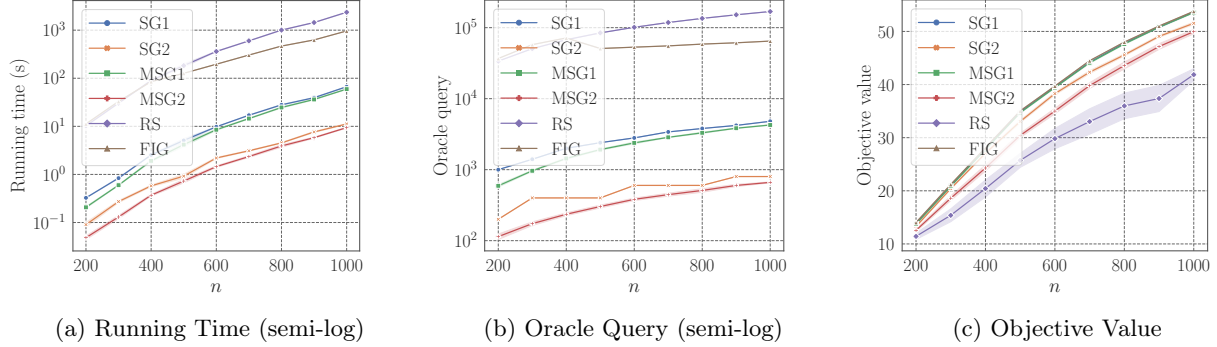 10³
10²
10¹
10⁰
10⁻¹
Running time (s)
SG1
SG2
MSG1
MSG2
RS
FIG
200 400 600 800 1000
n
(a) Running Time (semi-log)
10⁵
10⁴
10³
10²
Oracle query
SG1
SG2
MSG1
MSG2
RS
FIG
200 400 600 800 1000
n
(b) Oracle Query (semi-log)
50
40
30
20
10
Objective value
SG1
SG2
MSG1
MSG2
RS
FIG
200 400 600 800 1000
n
(c) Objective Value